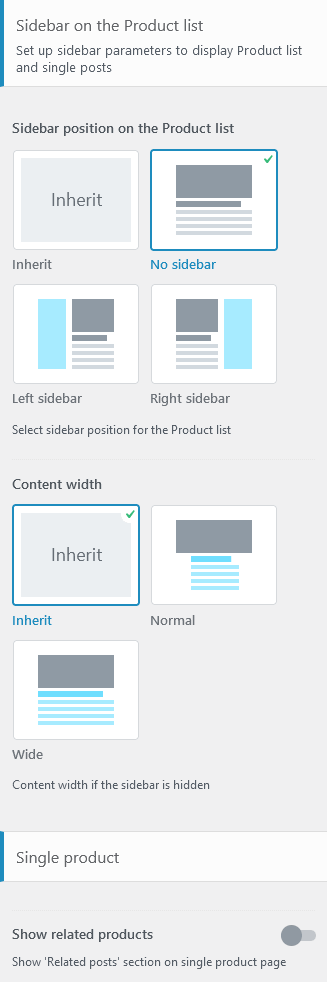 Sidebar on the Product list
Set up sidebar parameters to display Product list
and single posts
Sidebar position on the Product list
Inherit
Inherit
No sidebar
Left sidebar
Right sidebar
Select sidebar position for the Product list
Content width
Inherit
Inherit
Normal
Wide
Content width if the sidebar is hidden
Single product
Show related products
Show 'Related posts' section on single product page